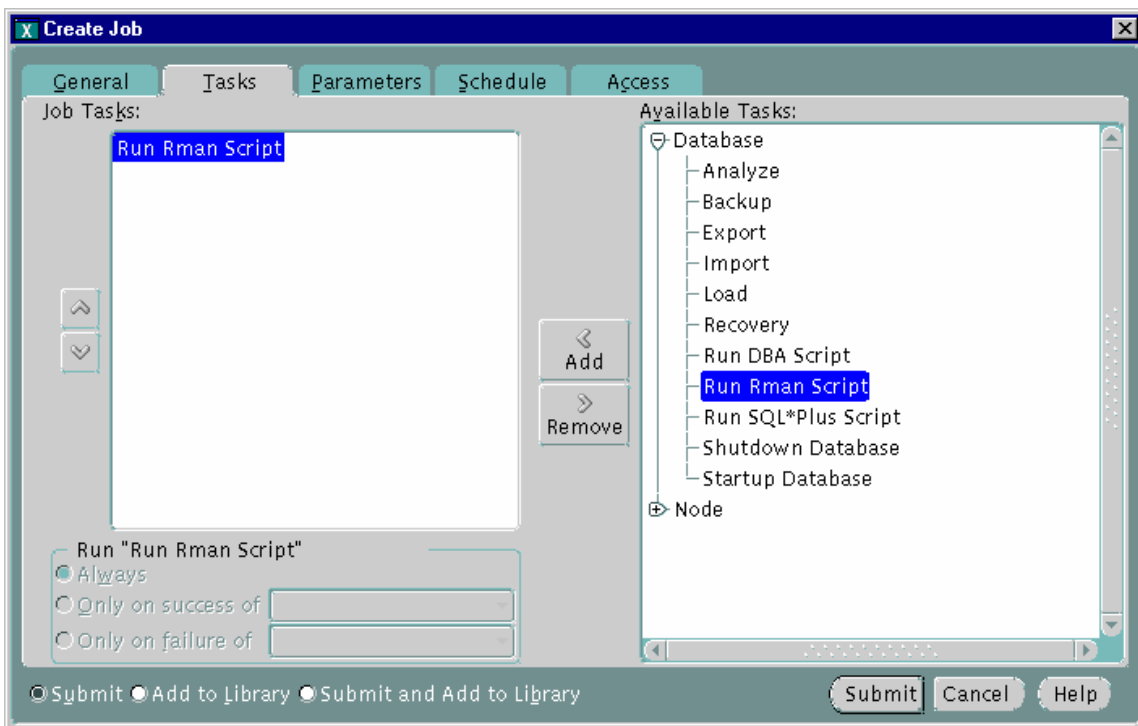 Create Job
General Tasks Parameters Schedule Access
Job Tasks:
Run Rman Script
Add
Remove
Available Tasks:
Database
Analyze
Backup
Export
Import
Load
Recovery
Run DBA Script
Run Rman Script
Run SQL*Plus Script
Shutdown Database
Startup Database
Node
Run "Run Rman Script"
Always
Only on success of
Only on failure of
Submit Add to Library Submit and Add to Library
Submit Cancel Help